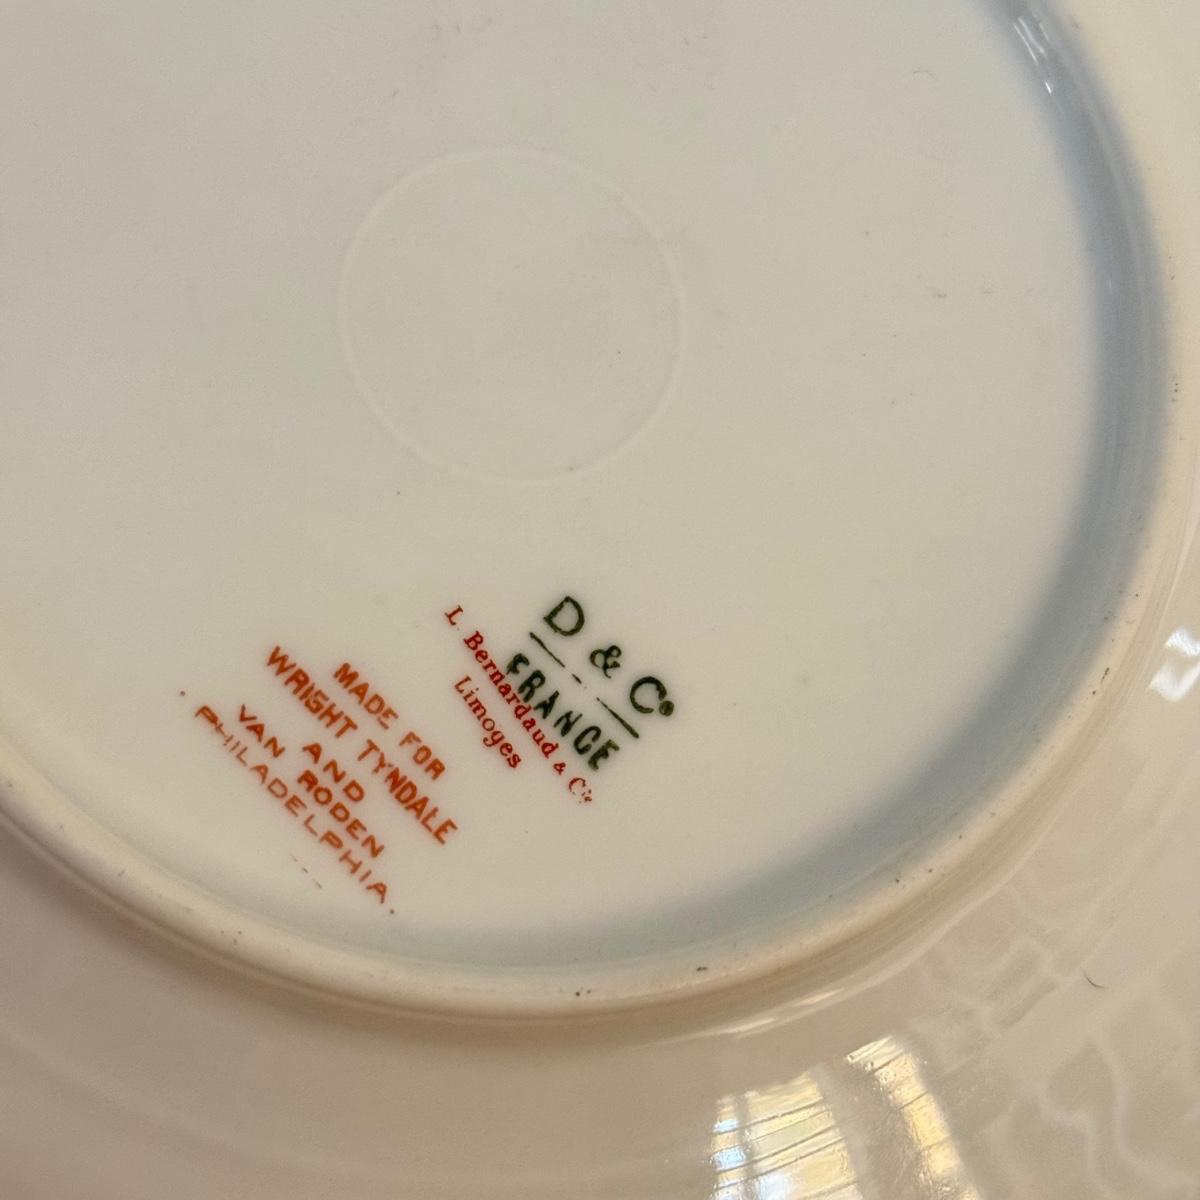 D & Co
FRANCE
L. Bernardaud & Cie
Limoges
MADE FOR
WRIGHT TYNDALE
AND
VAN RODEN
PHILADELPHIA